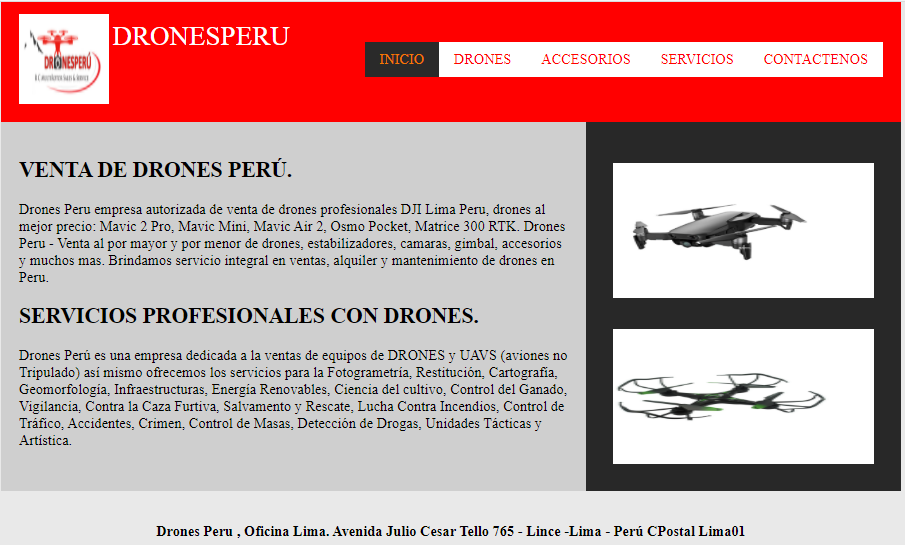 DRONESPERU
DRONESPERÚ
INICIO DRONES ACCESORIOS SERVICIOS CONTACTENOS
VENTA DE DRONES PERÚ.
Drones Peru empresa autorizada de venta de drones profesionales DJI Lima Peru, drones al
mejor precio: Mavic 2 Pro, Mavic Mini, Mavic Air 2, Osmo Pocket, Matrice 300 RTK. Drones
Peru - Venta al por mayor y por menor de drones, estabilizadores, camaras, gimbal, accesorios
y muchos mas. Brindamos servicio integral en ventas, alquiler y mantenimiento de drones en
Peru.
SERVICIOS PROFESIONALES CON DRONES.
Drones Perú es una empresa dedicada a la ventas de equipos de DRONES y UAVS (aviones no
Tripulado) así mismo ofrecemos los servicios para la Fotogrametría, Restitución, Cartografía,
Geomorfología, Infraestructuras, Energía Renovables, Ciencia del cultivo, Control del Ganado,
Vigilancia, Contra la Caza Furtiva, Salvamento y Rescate, Lucha Contra Incendios, Control de
Tráfico, Accidentes, Crimen, Control de Masas, Detección de Drogas, Unidades Tácticas y
Artística.
Drones Peru , Oficina Lima. Avenida Julio Cesar Tello 765 - Lince -Lima - Perú CPostal Lima01